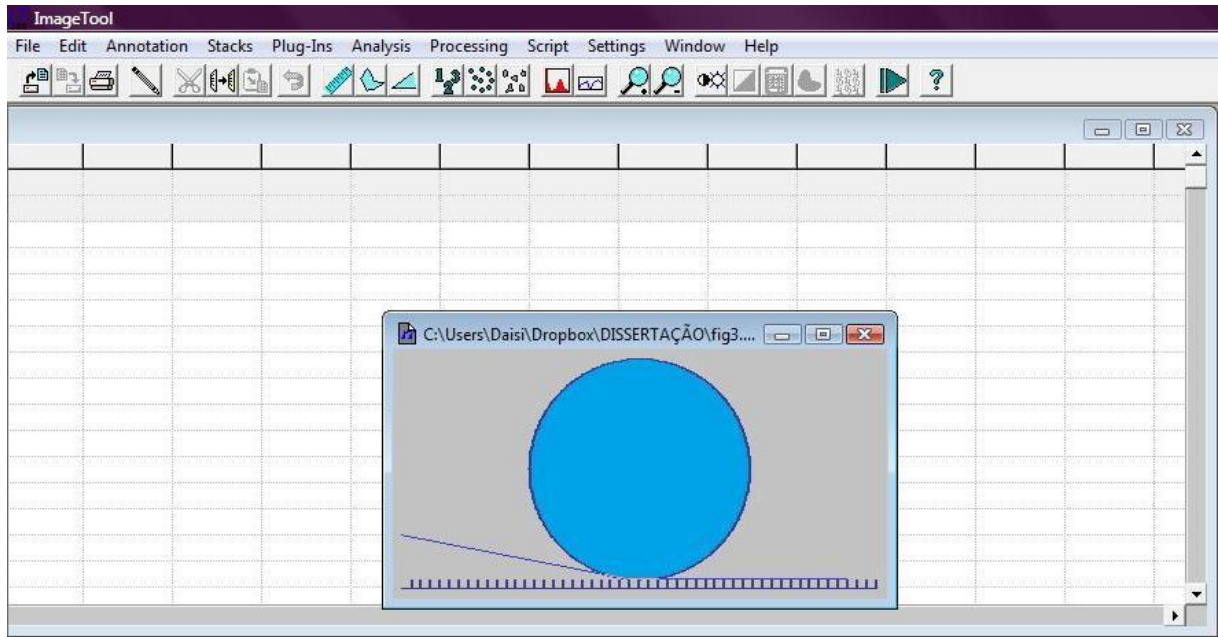 ImageTool
File Edit Annotation Stacks Plug-Ins Analysis Processing Script Settings Window Help
C:\Users\Daisi\Dropbox\DISSERTAÇÃO\fig3....